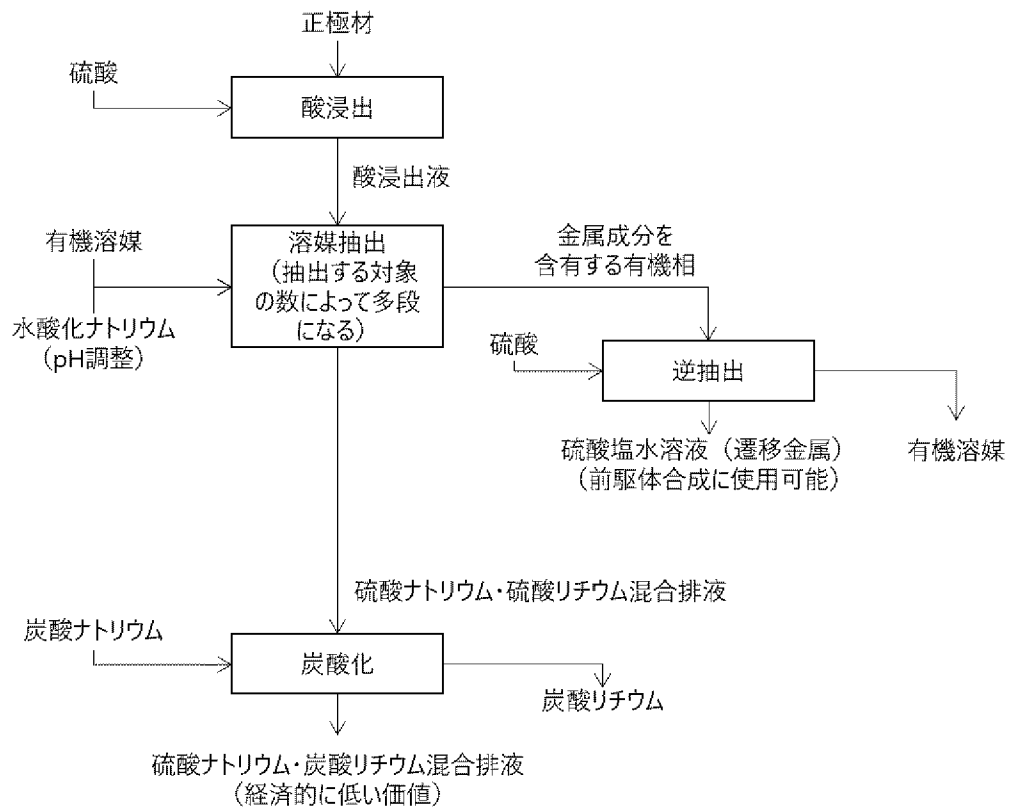 正極材
硫酸
酸浸出
酸浸出液
有機溶媒
水酸化ナトリウム
(pH調整)
溶媒抽出
(抽出する対象
の数によって多段
になる)
金属成分を
含有する有機相
硫酸
逆抽出
硫酸塩水溶液（遷移金属）
（前駆体合成に使用可能）
有機溶媒
硫酸ナトリウム・硫酸リチウム混合排液
炭酸ナトリウム
炭酸化
炭酸リチウム
硫酸ナトリウム・炭酸リチウム混合排液
（経済的に低い価値）